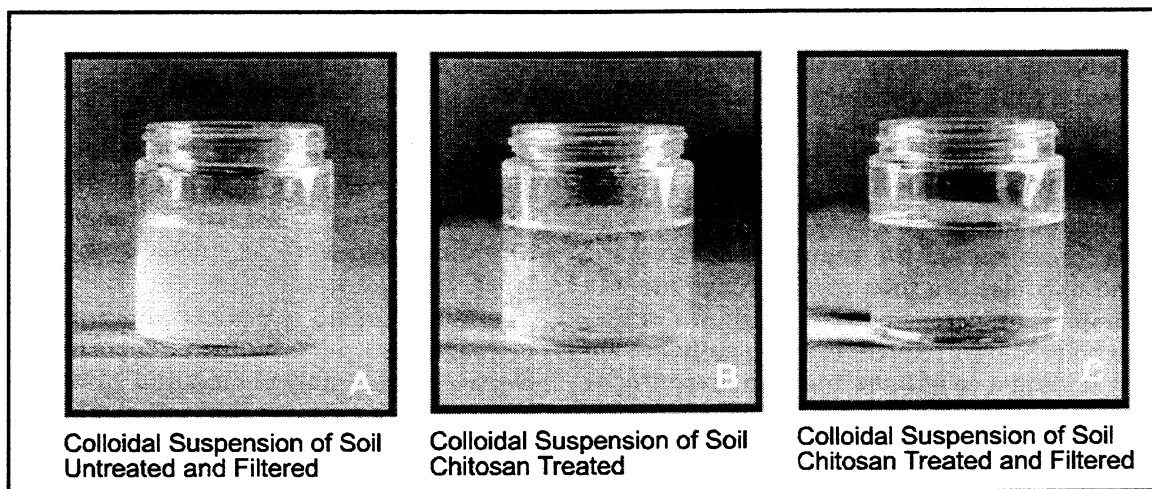 A
B
C
Colloidal Suspension of Soil
Untreated and Filtered
Colloidal Suspension of Soil
Chitosan Treated
Colloidal Suspension of Soil
Chitosan Treated and Filtered